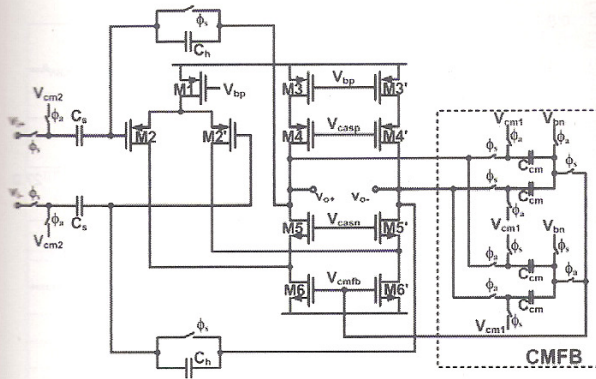 ϕs
Ch
Vcm2
ϕa
Cs
ϕs
M1
Vbp
M2
M2'
M3
Vbp
M3'
M4
Vcasp
M4'
Vo+
Vo-
M5
Vcasn
M5'
M6
Vcmfb
M6'
ϕs
ϕa
Cs
Vcm2
ϕs
Ch
Vcm1
Vbn
ϕa
ϕa
ϕs
Ccm
ϕs
ϕs
Ccm
ϕa
Vcm1
Vbn
ϕs
ϕs
ϕa
Ccm
ϕa
ϕa
Ccm
Vcm1
ϕs
CMFB